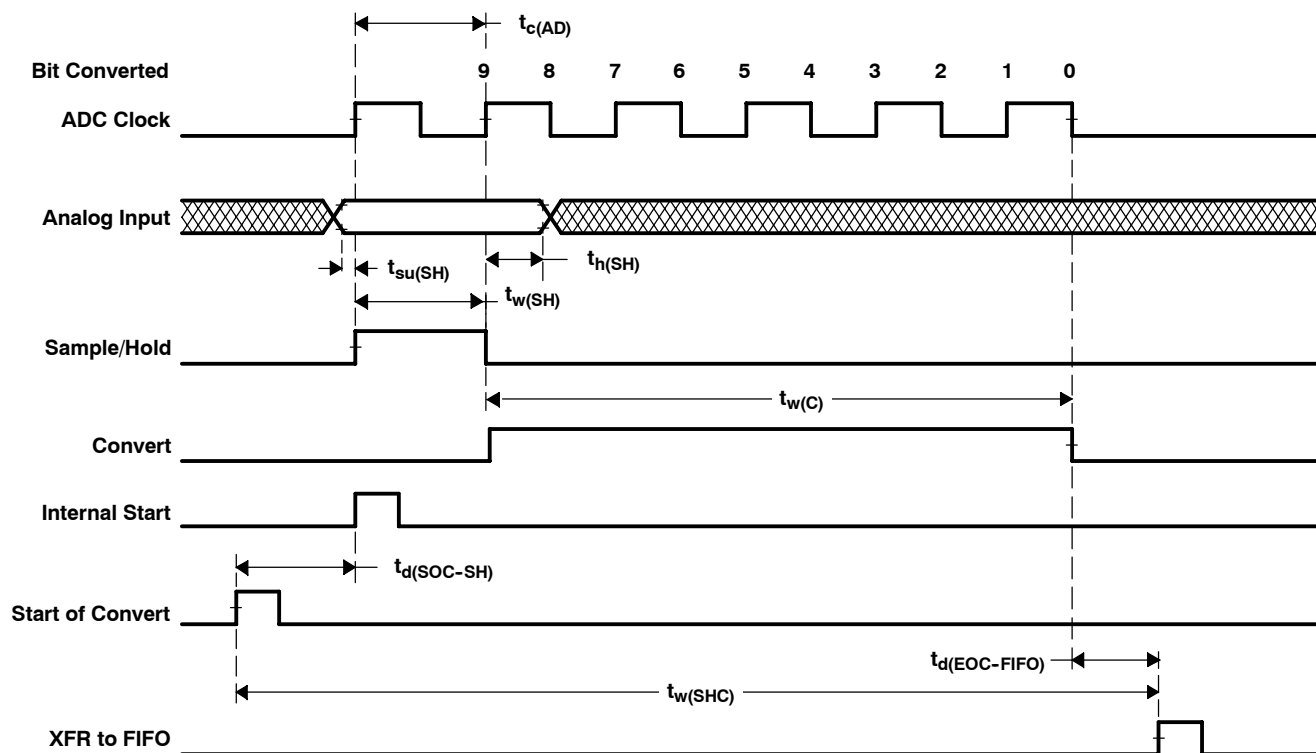 tc(AD)
Bit Converted 9 8 7 6 5 4 3 2 1 0
ADC Clock
Analog Input
tsu(SH)
th(SH)
tw(SH)
Sample/Hold
tw(C)
Convert
Internal Start
td(SOC-SH)
Start of Convert
td(EOC-FIFO)
tw(SHC)
XFR to FIFO